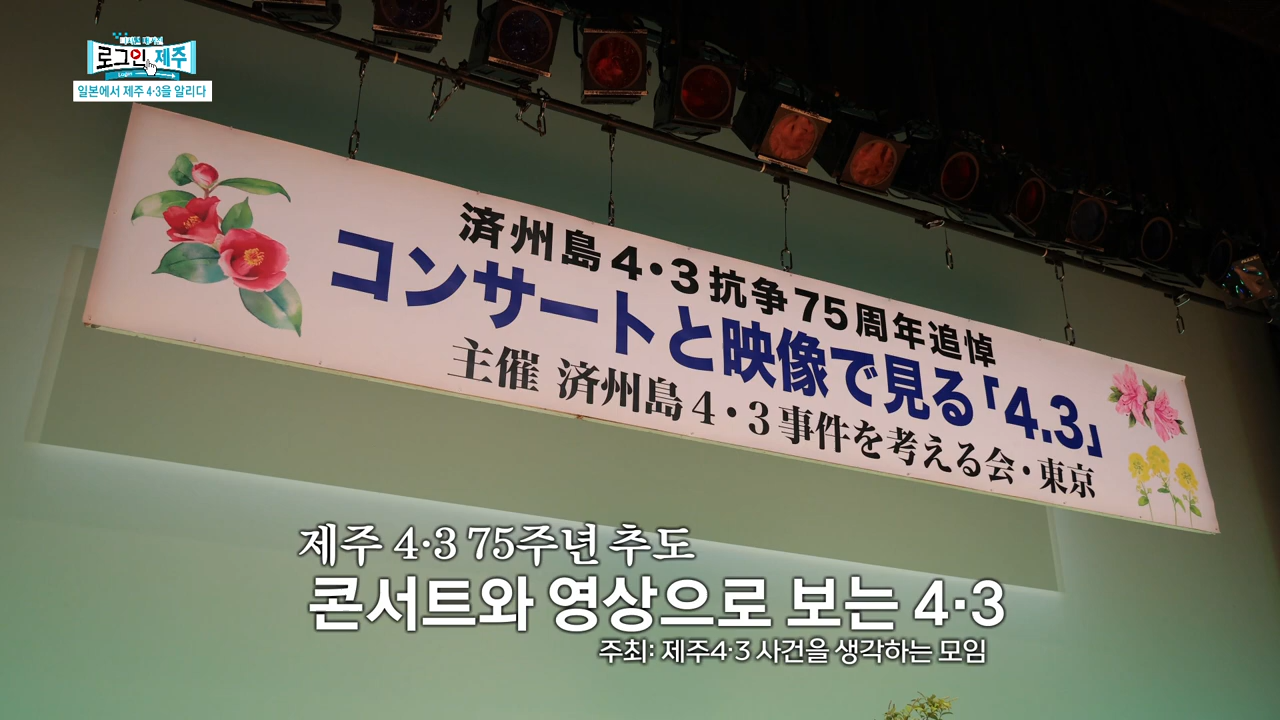 로그인 제주
Login
일본에서 제주 4·3을 알리다
済州島4・3抗争75周年追悼
コンサートと映像で見る「4.3」
主催 済州島4・3事件を考える会・東京
제주 4·3 75주년 추도
콘서트와 영상으로 보는 4·3
주최: 제주4·3 사건을 생각하는 모임